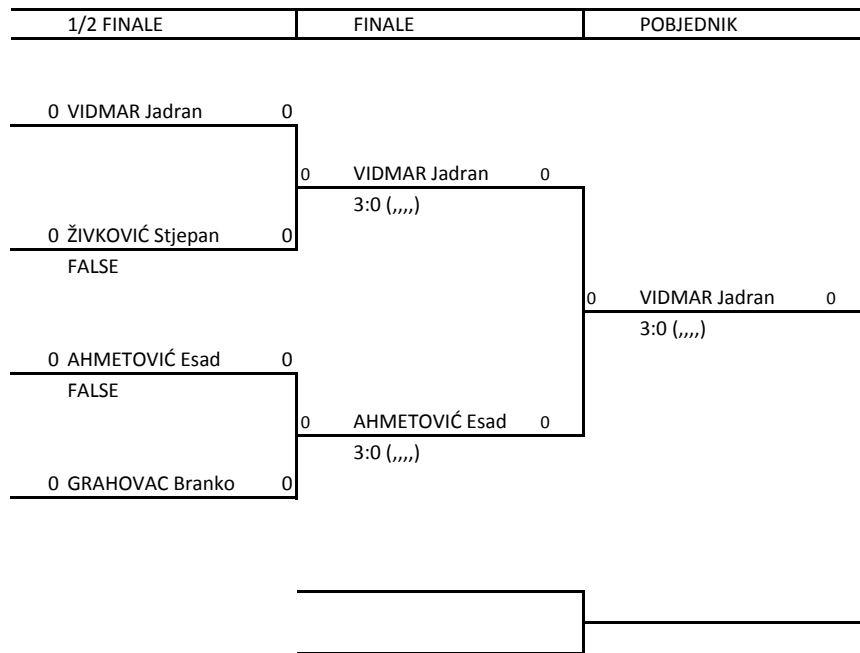 1/2 FINALE FINALE POBJEDNIK
0 VIDMAR Jadran 0
0 VIDMAR Jadran 0
3:0 (,,,,)
0 ŽIVKOVIĆ Stjepan 0
FALSE
0 VIDMAR Jadran 0
3:0 (,,,,)
0 AHMETOVIĆ Esad 0
FALSE
0 AHMETOVIĆ Esad 0
3:0 (,,,,)
0 GRAHOVAC Branko 0